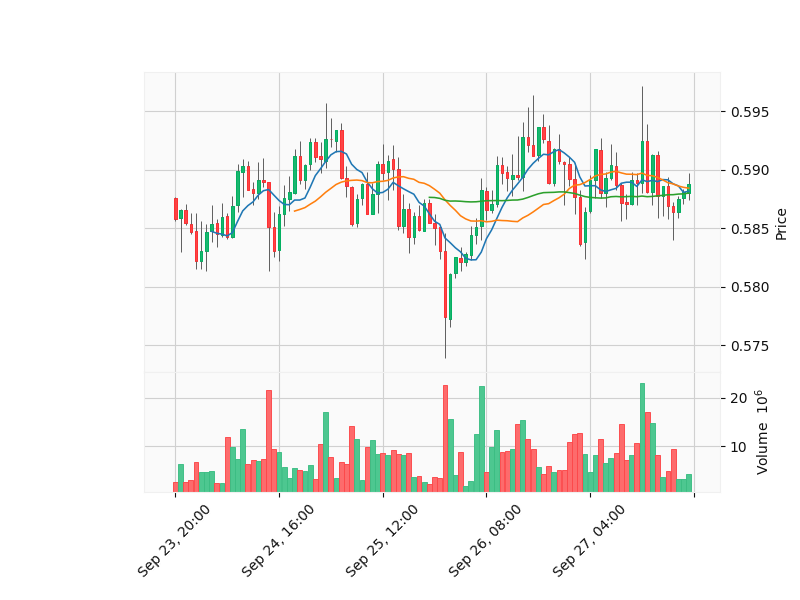 0.595
0.590
0.585
0.580
0.575
Price
20
10
Volume 10^6
Sep 23, 20:00
Sep 24, 16:00
Sep 25, 12:00
Sep 26, 08:00
Sep 27, 04:00